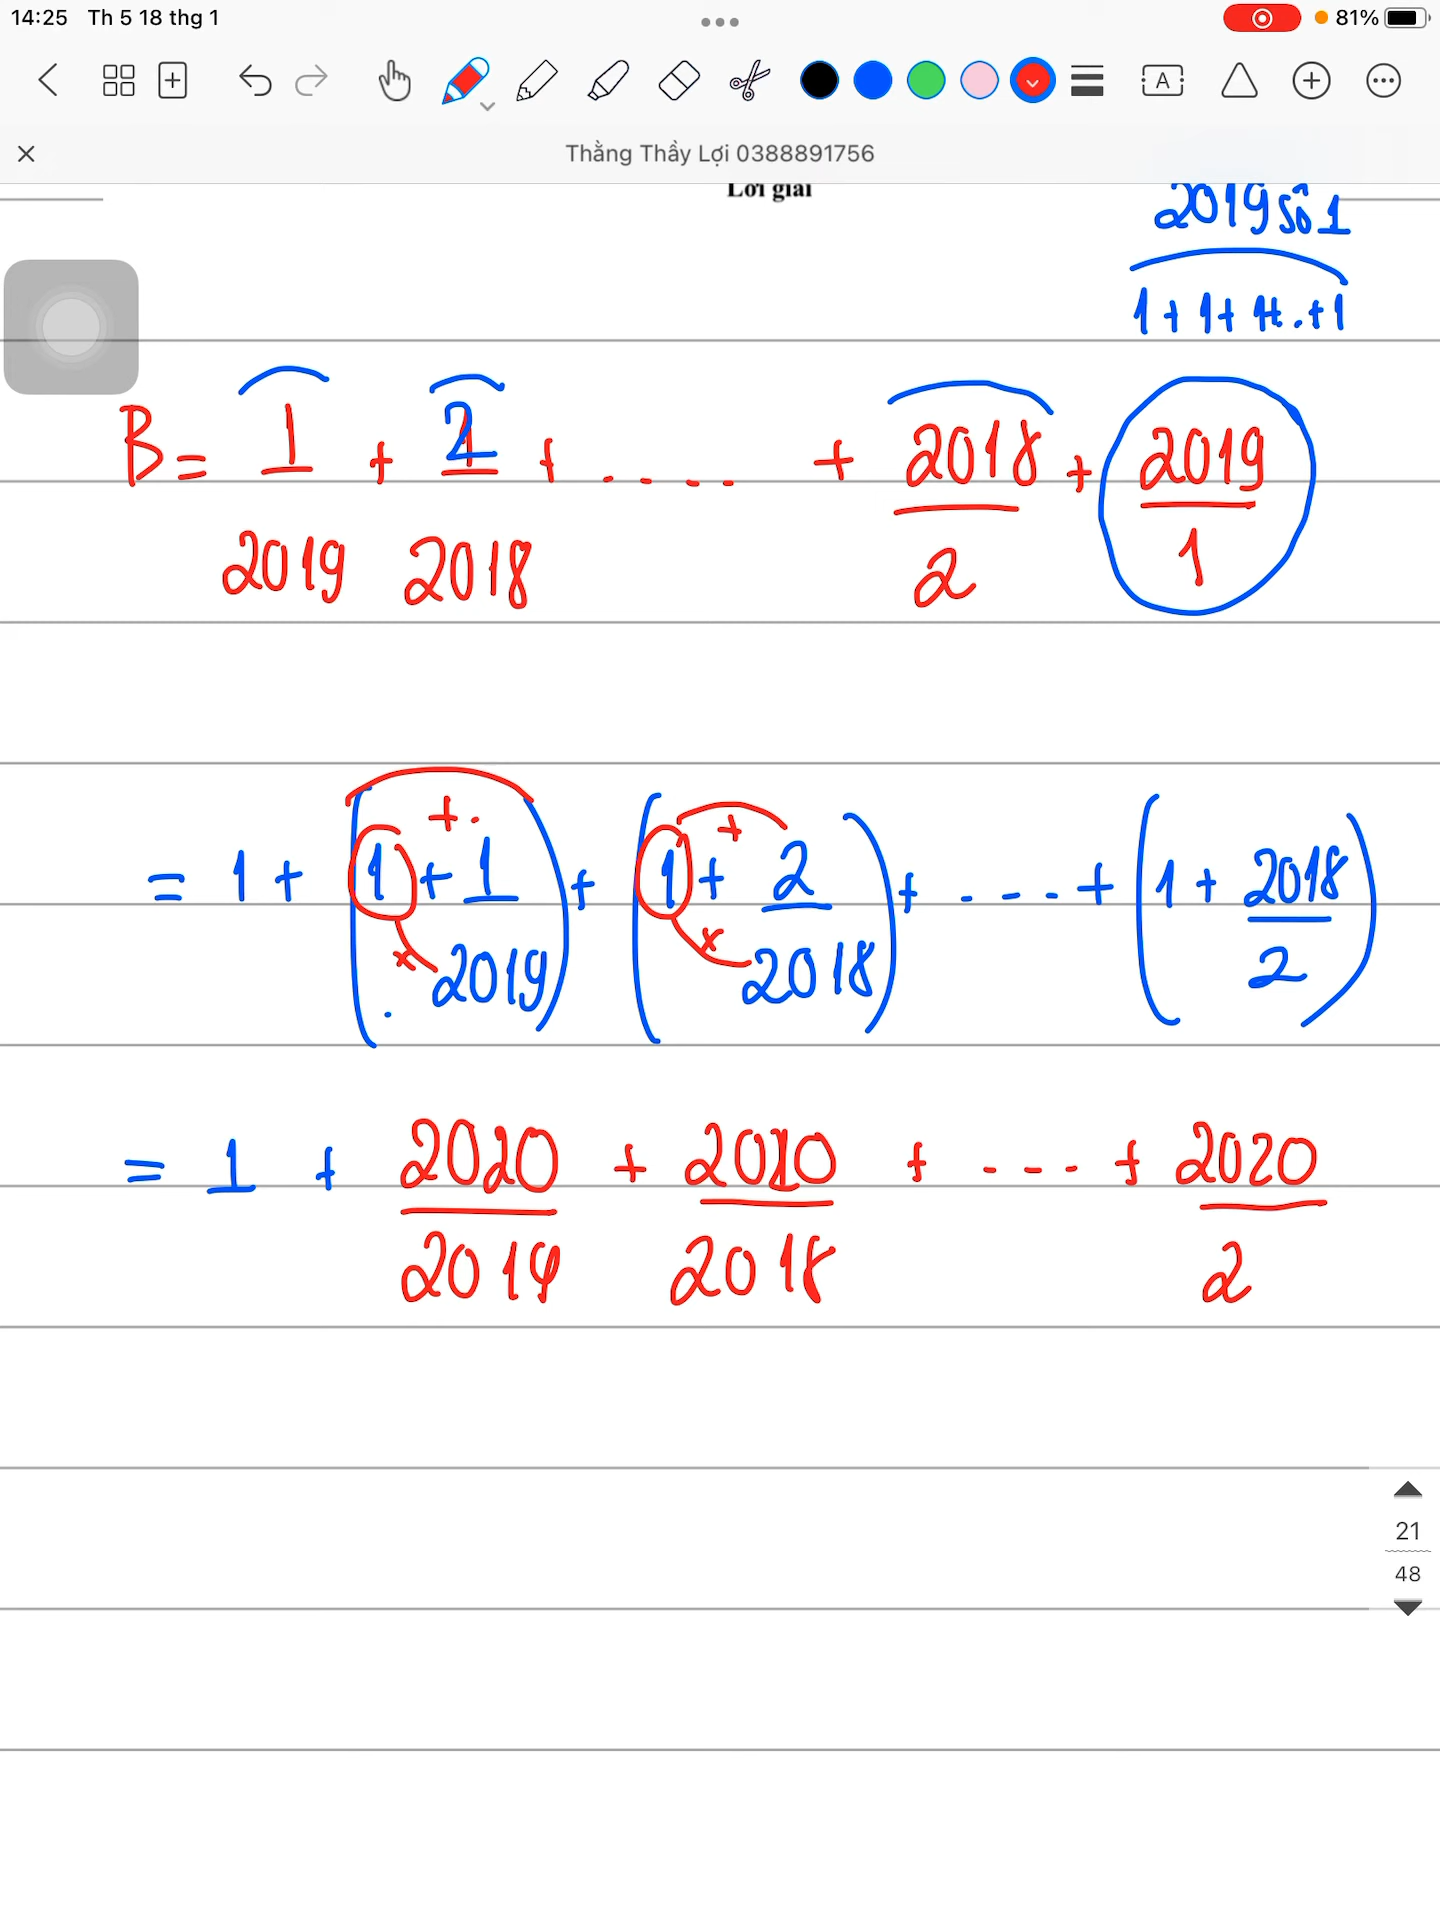 14:25 Th 5 18 thg 1
81%
A
Thằng Thầy Lợi 0388891756
Lời giải
2019 số 1
1 + 1 + 1 + . + 1
B = 1/2019 + 2/2018 + ..... + 2018/2 + 2019/1
+. +
= 1 + (1 + 1/2019) + (1 + 2/2018) + .... + (1 + 2018/2)
× ×
= 1 + 2020/2019 + 2020/2018 + .... + 2020/2
21
48